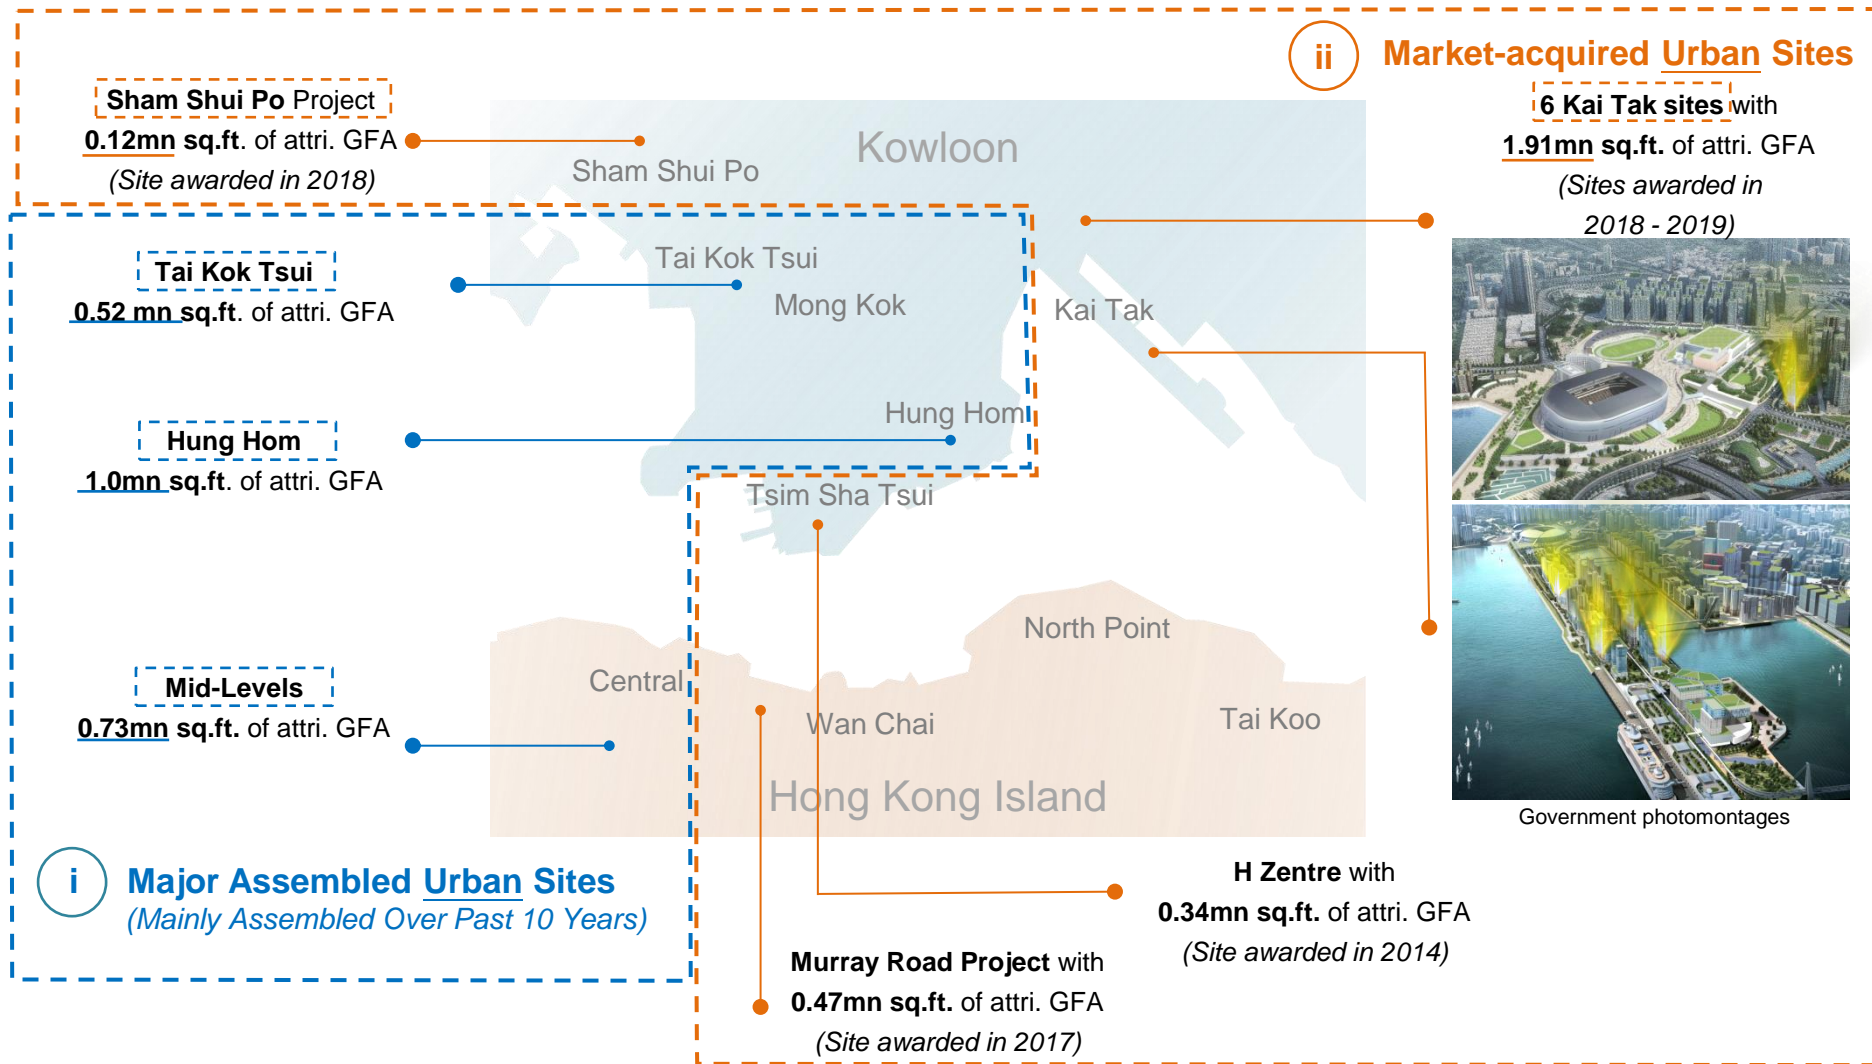 ii
Market-acquired Urban Sites
Sham Shui Po Project
0.12mn sq.ft. of attri. GFA
(Site awarded in 2018)
6 Kai Tak sites with
1.91mn sq.ft. of attri. GFA
(Sites awarded in
2018 - 2019)
Kowloon
Sham Shui Po
Tai Kok Tsui
0.52 mn sq.ft. of attri. GFA
Tai Kok Tsui
Mong Kok
Kai Tak
Hung Hom
1.0mn sq.ft. of attri. GFA
Hung Hom
Tsim Sha Tsui
North Point
Mid-Levels
0.73mn sq.ft. of attri. GFA
Central
Wan Chai
Tai Koo
Hong Kong Island
Government photomontages
i
Major Assembled Urban Sites
(Mainly Assembled Over Past 10 Years)
H Zentre with
0.34mn sq.ft. of attri. GFA
(Site awarded in 2014)
Murray Road Project with
0.47mn sq.ft. of attri. GFA
(Site awarded in 2017)